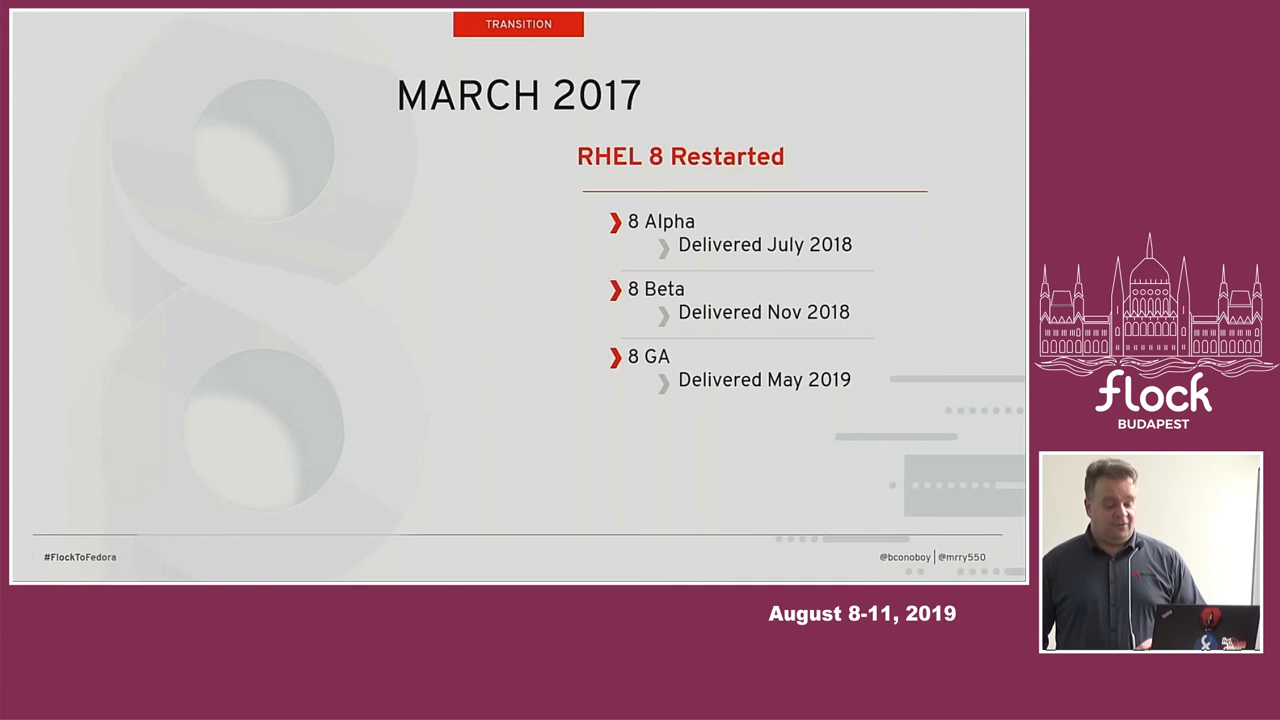 TRANSITION
MARCH 2017
RHEL 8 Restarted
8 Alpha
Delivered July 2018
8 Beta
Delivered Nov 2018
8 GA
Delivered May 2019
#FlockToFedora
@bconoboy | @mrry550
flock
BUDAPEST
August 8-11, 2019